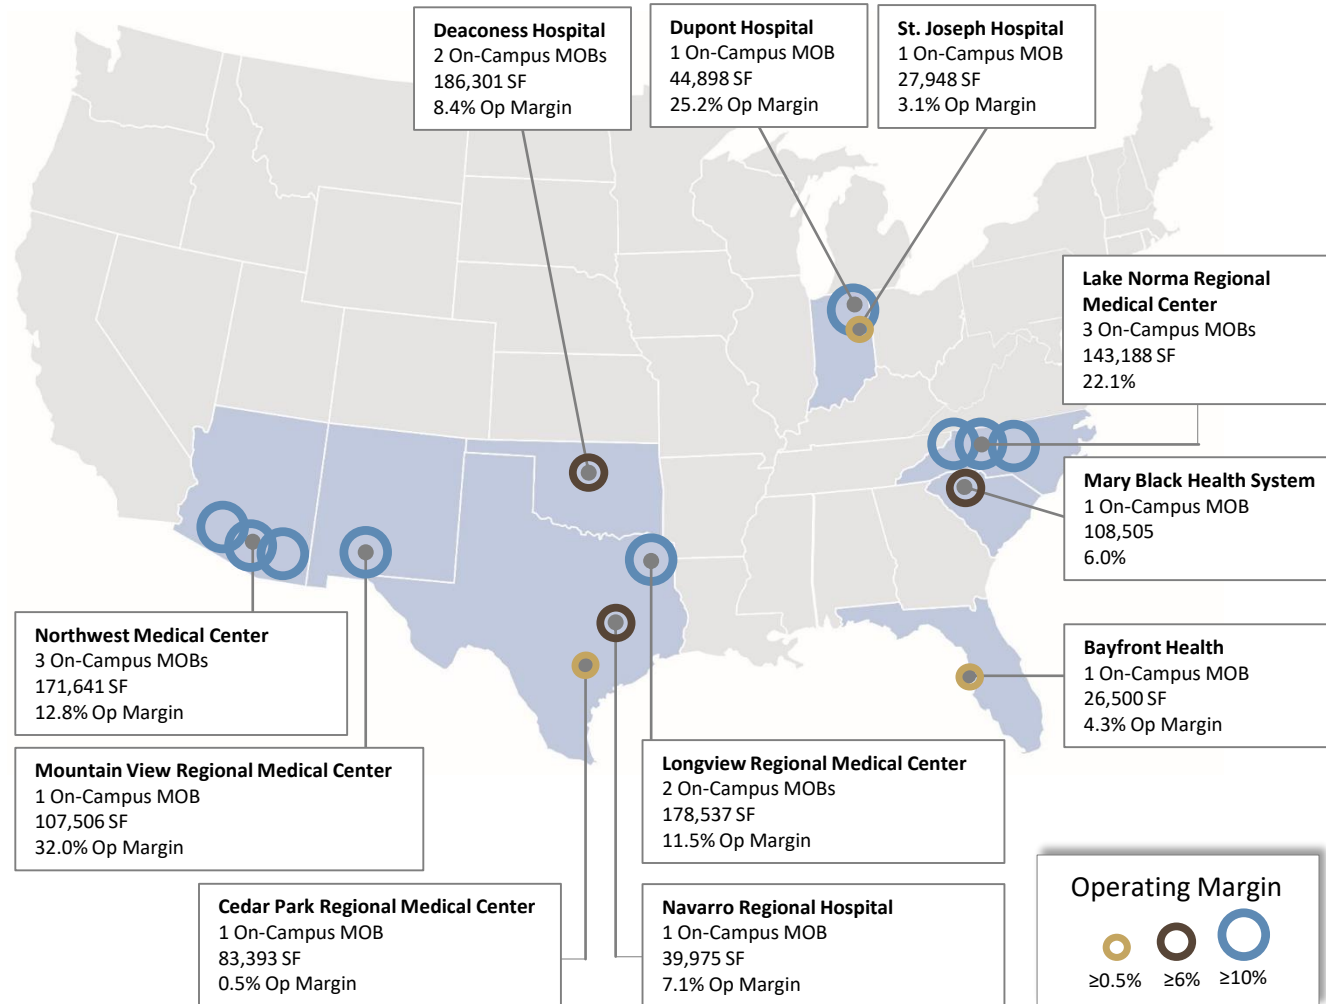 Deaconess Hospital
2 On-Campus MOBs
186,301 SF
8.4% Op Margin
Dupont Hospital
1 On-Campus MOB
44,898 SF
25.2% Op Margin
St. Joseph Hospital
1 On-Campus MOB
27,948 SF
3.1% Op Margin
Lake Norma Regional
Medical Center
3 On-Campus MOBs
143,188 SF
22.1%
Mary Black Health System
1 On-Campus MOB
108,505
6.0%
Northwest Medical Center
3 On-Campus MOBs
171,641 SF
12.8% Op Margin
Bayfront Health
1 On-Campus MOB
26,500 SF
4.3% Op Margin
Mountain View Regional Medical Center
1 On-Campus MOB
107,506 SF
32.0% Op Margin
Longview Regional Medical Center
2 On-Campus MOBs
178,537 SF
11.5% Op Margin
Cedar Park Regional Medical Center
1 On-Campus MOB
83,393 SF
0.5% Op Margin
Navarro Regional Hospital
1 On-Campus MOB
39,975 SF
7.1% Op Margin
Operating Margin
≥0.5% ≥6% ≥10%